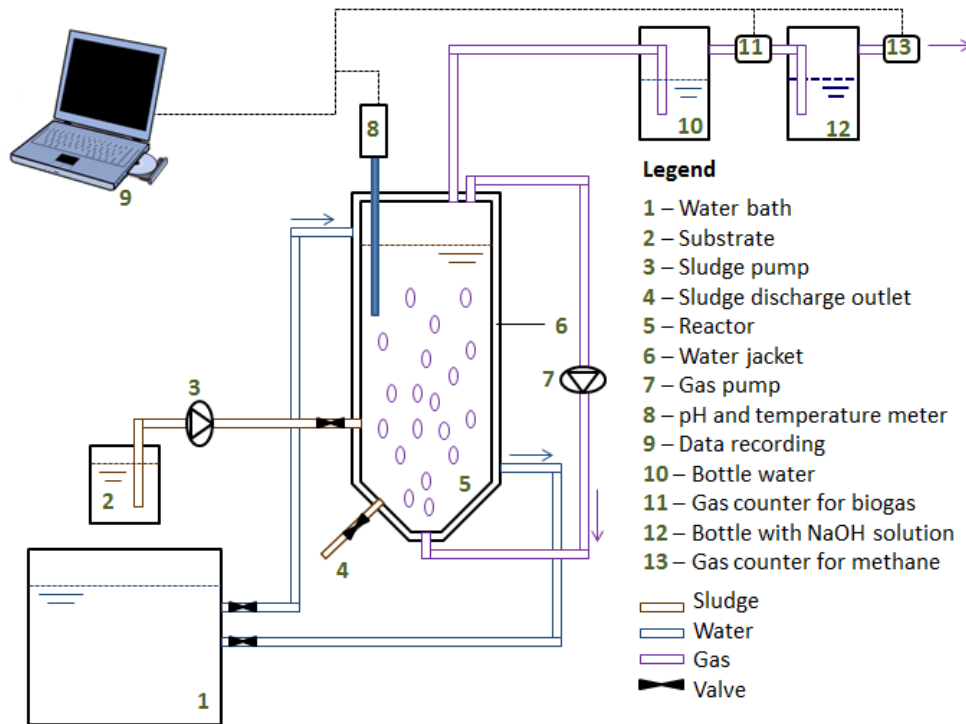 11
13
8
10
12
9
Legend
1 – Water bath
2 – Substrate
3 – Sludge pump
4 – Sludge discharge outlet
5 – Reactor
6 – Water jacket
7 – Gas pump
8 – pH and temperature meter
9 – Data recording
10 – Bottle water
11 – Gas counter for biogas
12 – Bottle with NaOH solution
13 – Gas counter for methane
Sludge
Water
Gas
Valve
6
7
3
5
2
4
1